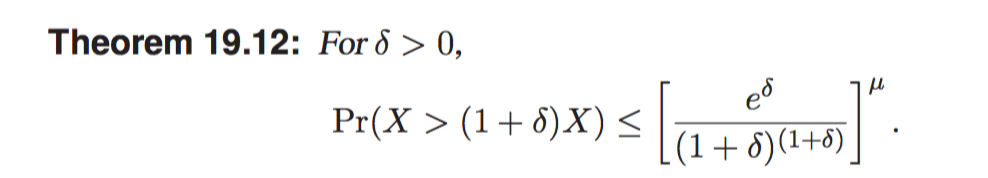 Theorem 19.12: For δ > 0,
Pr(X > (1 + δ)X) ≤ [e^δ / (1 + δ)^(1+δ)]^μ.